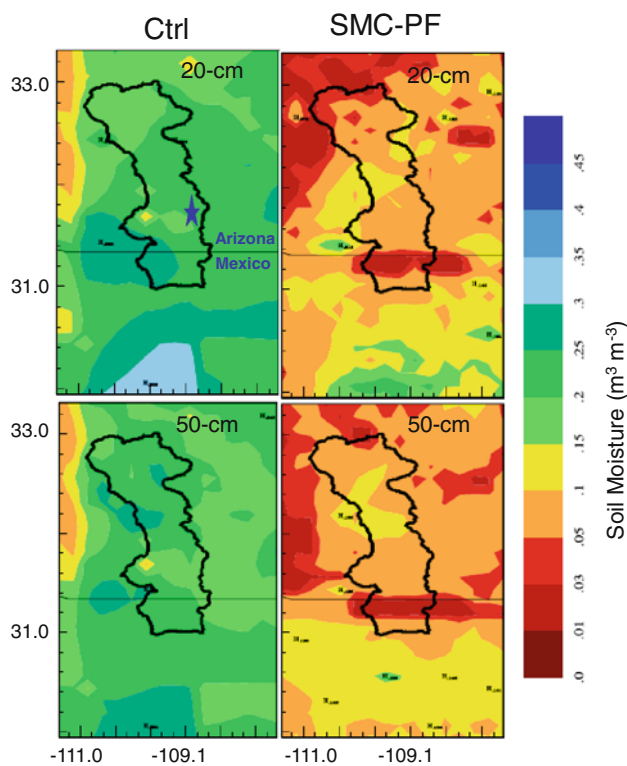 Ctrl
SMC-PF
20-cm
20-cm
33.0
31.0
Arizona
Mexico
50-cm
50-cm
33.0
31.0
-111.0
-109.1
-111.0
-109.1
.45
.4
.35
.3
.25
.2
.15
.1
.05
.03
.01
.0
Soil Moisture (m³ m⁻³)